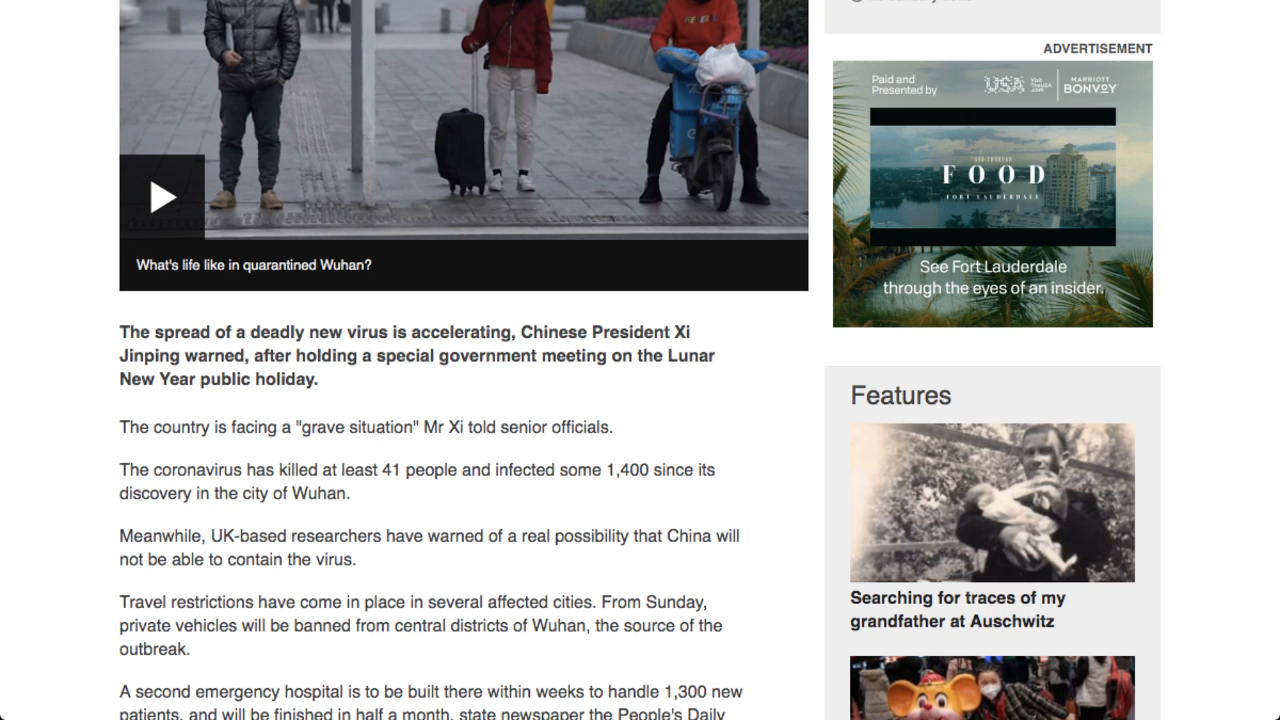 ADVERTISEMENT
Paid and
Presented by
USA
Visit
TheUSA
.com
MARRIOTT
BONVOY
FOOD
FORT LAUDERDALE
See Fort Lauderdale
through the eyes of an insider.
What's life like in quarantined Wuhan?
The spread of a deadly new virus is accelerating, Chinese President Xi
Jinping warned, after holding a special government meeting on the Lunar
New Year public holiday.
The country is facing a "grave situation" Mr Xi told senior officials.
The coronavirus has killed at least 41 people and infected some 1,400 since its
discovery in the city of Wuhan.
Meanwhile, UK-based researchers have warned of a real possibility that China will
not be able to contain the virus.
Travel restrictions have come in place in several affected cities. From Sunday,
private vehicles will be banned from central districts of Wuhan, the source of the
outbreak.
A second emergency hospital is to be built there within weeks to handle 1,300 new
patients, and will be finished in half a month, state newspaper the People's Daily
Features
Searching for traces of my
grandfather at Auschwitz